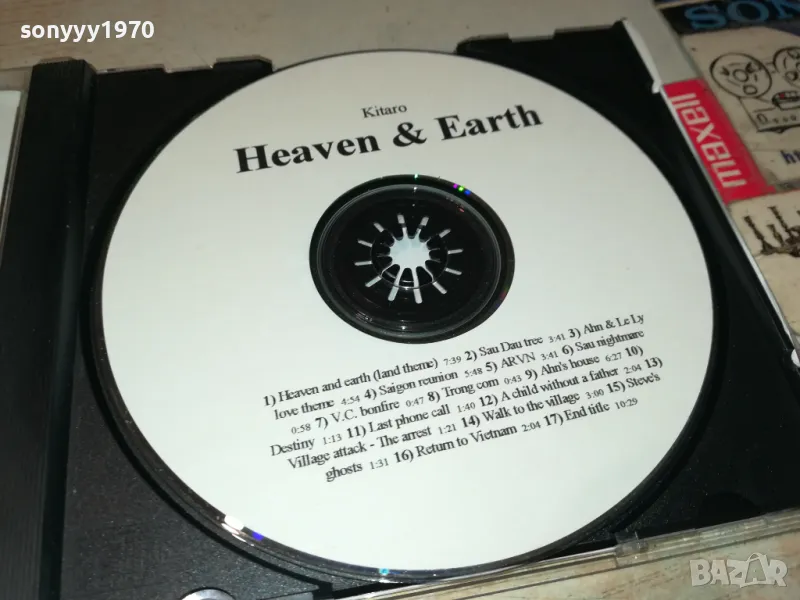 sonyyy1970
SON
maxell
Kitaro
Heaven & Earth
1) Heaven and earth (land theme) 7:39 2) Sau Dau tree 3:41 3) Ahn & Le Ly
love theme 4:54 4) Saigon reunion 5:48 5) ARVN 3:41 6) Sau nightmare
0:58 7) V.C. bonfire 0:47 8) Trong com 0:43 9) Ahn's house 6:27 10)
Destiny 1:13 11) Last phone call 1:40 12) A child without a father 2:04 13)
Village attack - The arrest 1:21 14) Walk to the village 3:00 15) Steve's
ghosts 1:31 16) Return to Vietnam 2:04 17) End title 10:29
BAZAR
bg